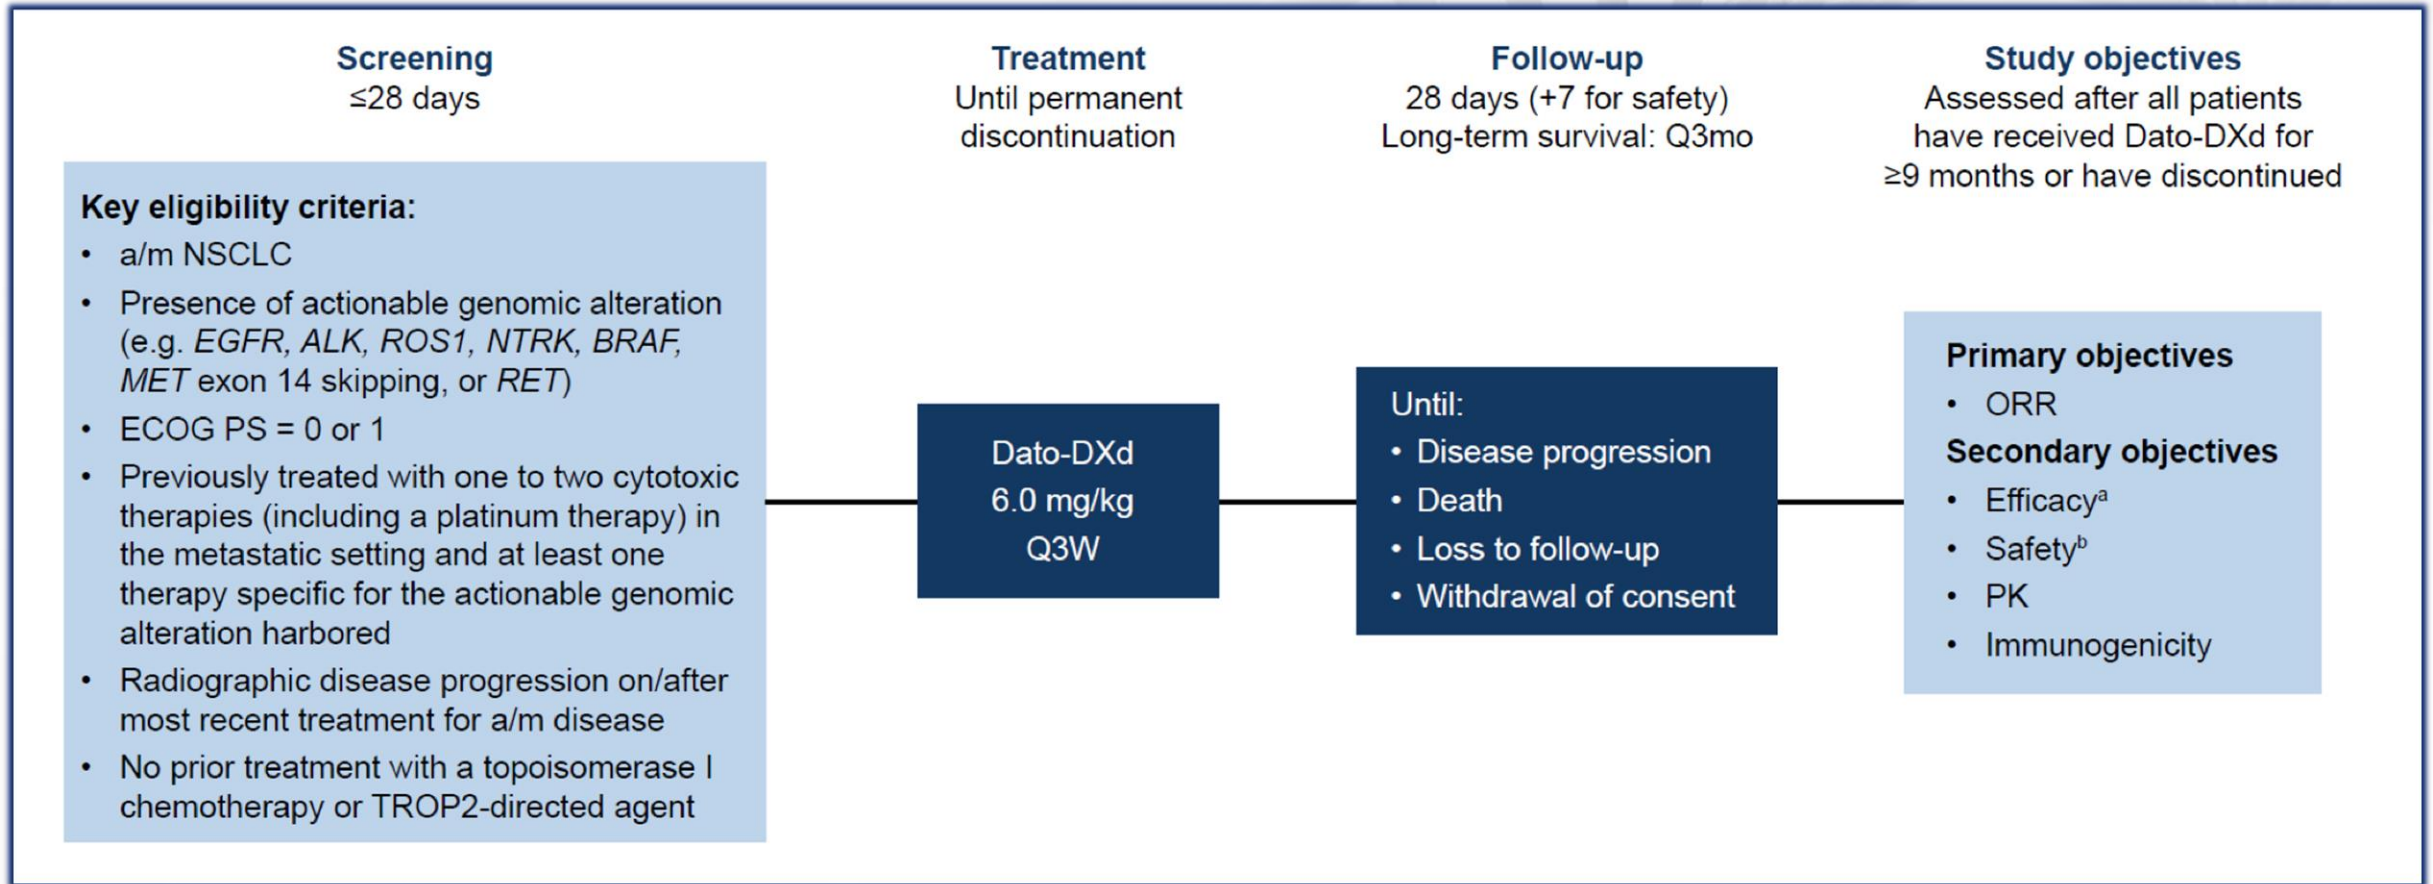 Screening
≤28 days
Key eligibility criteria:
• a/m NSCLC
• Presence of actionable genomic alteration
(e.g. EGFR, ALK, ROS1, NTRK, BRAF,
MET exon 14 skipping, or RET)
• ECOG PS = 0 or 1
• Previously treated with one to two cytotoxic
therapies (including a platinum therapy) in
the metastatic setting and at least one
therapy specific for the actionable genomic
alteration harbored
• Radiographic disease progression on/after
most recent treatment for a/m disease
• No prior treatment with a topoisomerase I
chemotherapy or TROP2-directed agent
Treatment
Until permanent
discontinuation
Dato-DXd
6.0 mg/kg
Q3W
Follow-up
28 days (+7 for safety)
Long-term survival: Q3mo
Until:
• Disease progression
• Death
• Loss to follow-up
• Withdrawal of consent
Study objectives
Assessed after all patients
have received Dato-DXd for
≥9 months or have discontinued
Primary objectives
• ORR
Secondary objectives
• Efficacyᵃ
• Safetyᵇ
• PK
• Immunogenicity